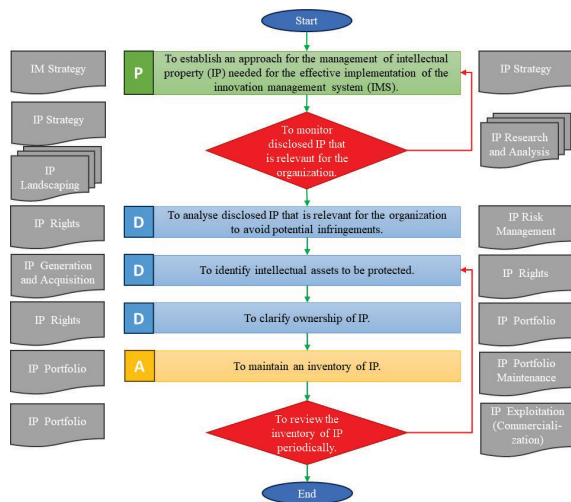 Start
IM Strategy
P
To establish an approach for the management of intellectual
property (IP) needed for the effective implementation of the
innovation management system (IMS).
IP Strategy
IP Strategy
To monitor
disclosed IP that
is relevant for the
organization.
IP Research
and Analysis
IP
Landscaping
IP Rights
D
To analyse disclosed IP that is relevant for the organization
to avoid potential infringements.
IP Risk
Management
IP Generation
and Acquisition
D
To identify intellectual assets to be protected.
IP Rights
IP Rights
D
To clarify ownership of IP.
IP Portfolio
IP Portfolio
A
To maintain an inventory of IP.
IP Portfolio
Maintenance
IP Portfolio
To review the
inventory of IP
periodically.
IP Exploitation
(Commerciali-
zation)
End